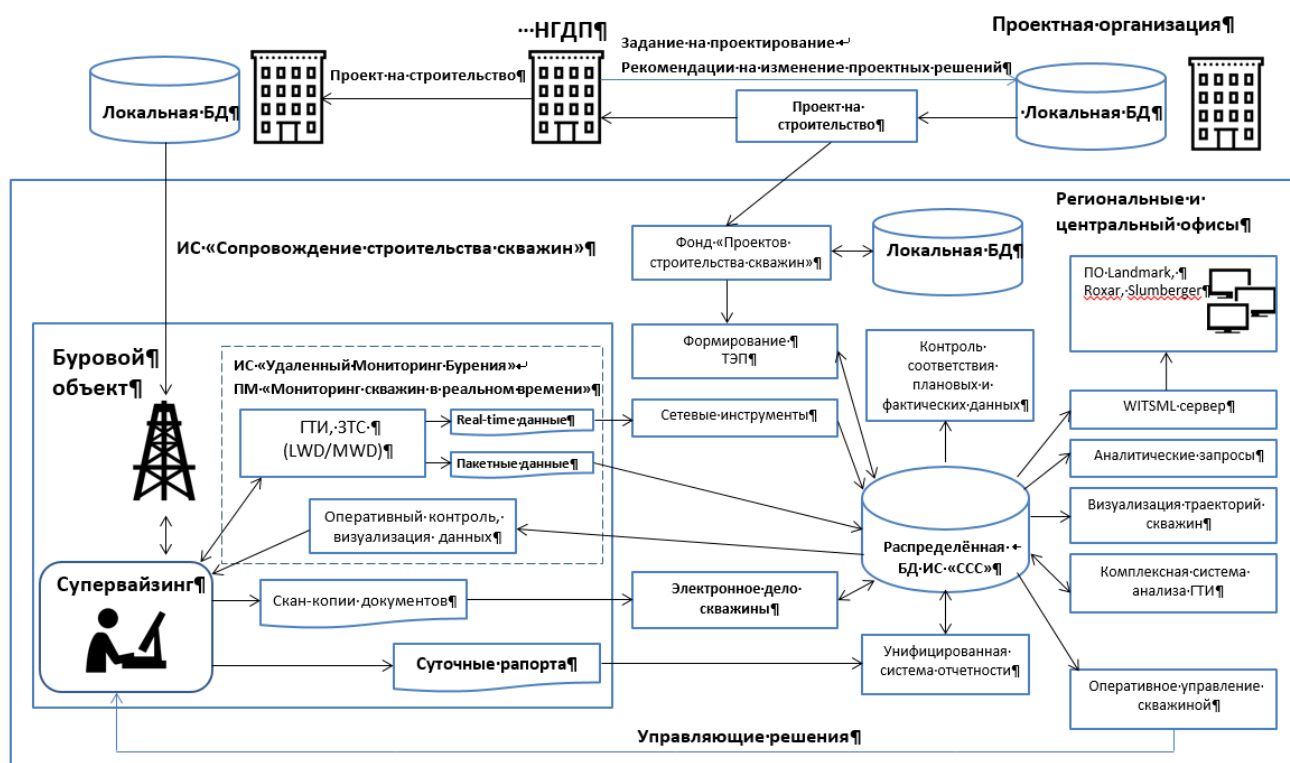 ···НГДП¶
Проектная·организация¶
Задание·на·проектирование·↵
Проект·на·строительство¶
Рекомендации·на·изменение·проектных·решений¶
Локальная·БД¶
Проект·на·
строительство¶
·Локальная·БД¶
Региональные·и·
центральный·офисы¶
ИС·«Сопровождение·строительства·скважин»¶
Фонд·«Проектов·
строительства·скважин»¶
Локальная·БД¶
ПО·Landmark,·¶
Roxar,·Slumberger¶
Буровой¶
объект¶
ИС·«Удаленный·Мониторинг·Бурения»↵
ПМ·«Мониторинг·скважин·в·реальном·времени»¶
Формирование·¶
ТЭП¶
Контроль·
соответствия·
плановых·и·
фактических·данных¶
ГТИ,·ЗТС·¶
(LWD/MWD)¶
Real-time·данные¶
Пакетные·данные¶
Сетевые·инструменты¶
WITSML·сервер¶
Аналитические·запросы¶
Визуализация·траекторий·
скважин¶
Оперативный·контроль,·
визуализация··данных¶
Распределённая·↵
БД·ИС·«ССС»¶
Комплексная·система·
анализа·ГТИ¶
Супервайзинг¶
Скан-копии·документов¶
Электронное·дело·
скважины¶
Суточные·рапорта¶
Унифицированная·
система·отчетности¶
Оперативное·управление·
скважиной¶
Управляющие·решения¶